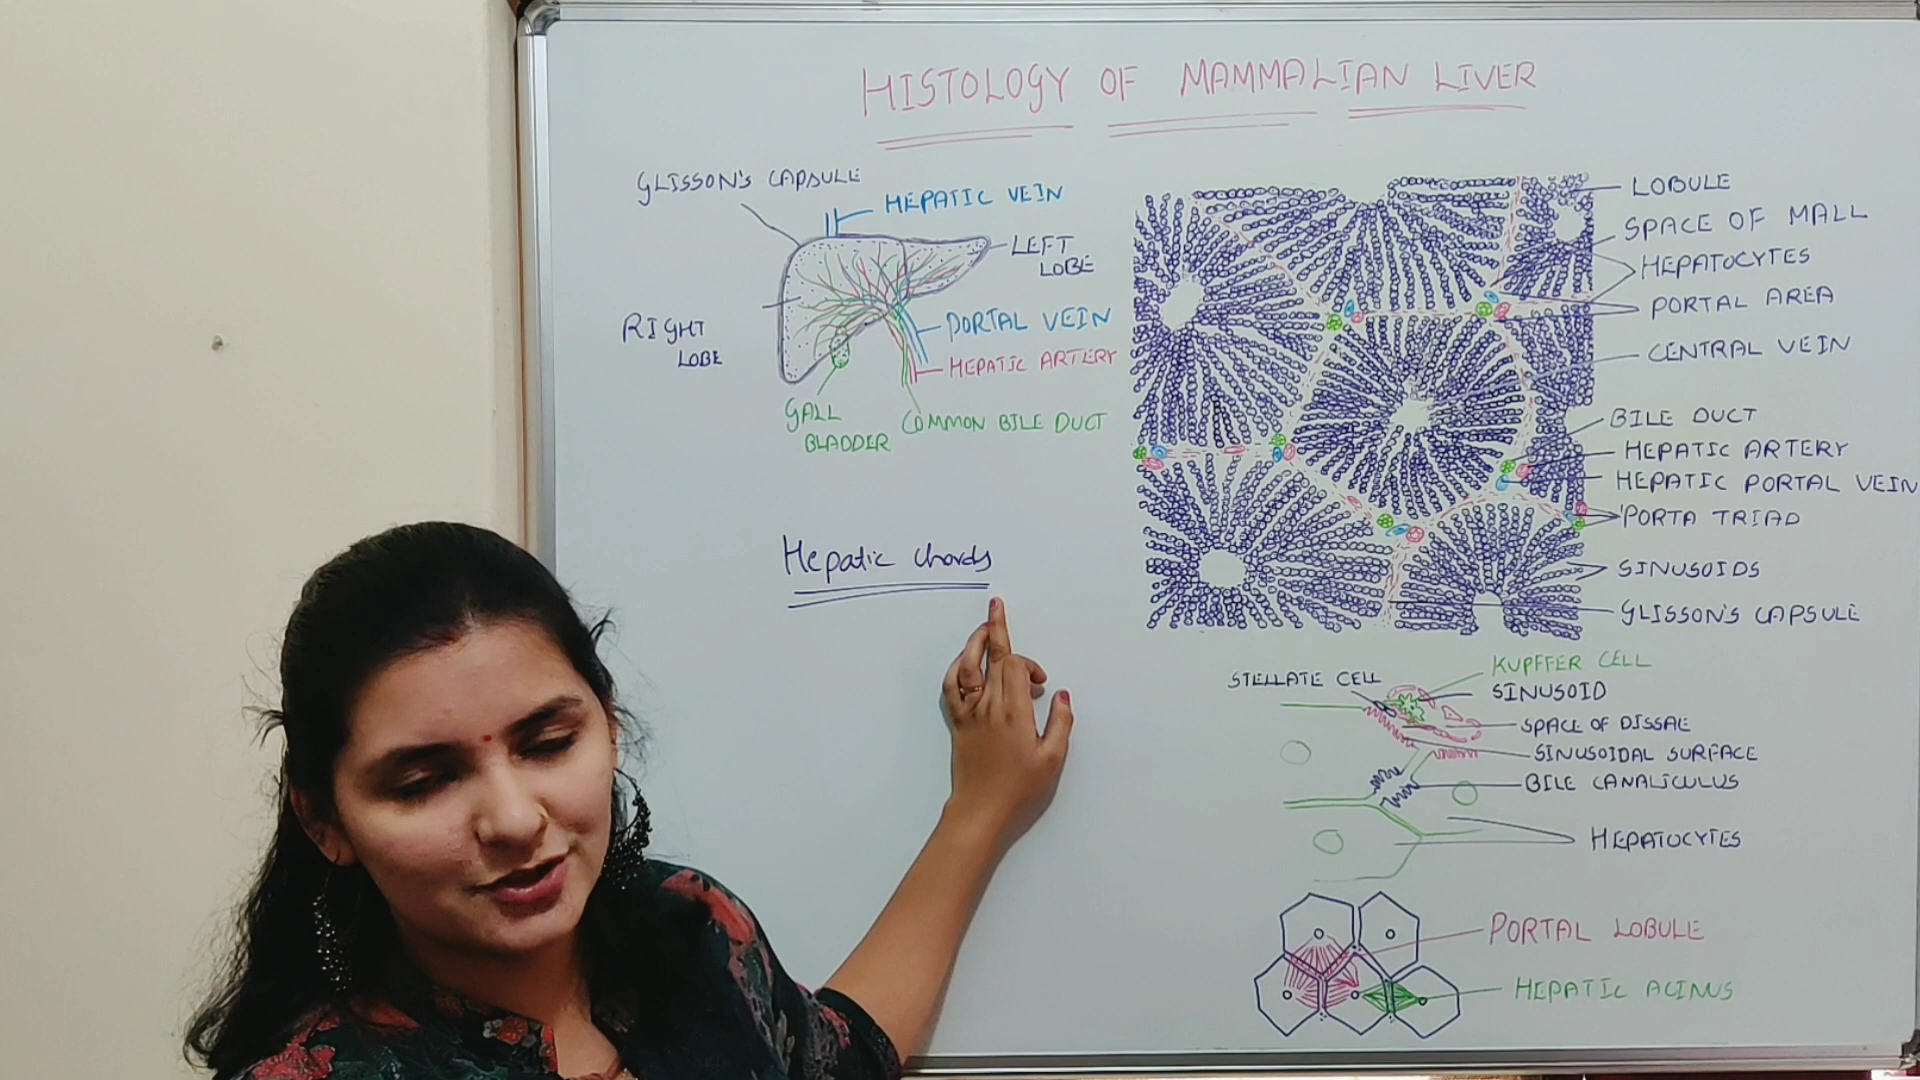 HISTOLOGY OF MAMMALIAN LIVER
GLISSON'S CAPSULE
HEPATIC VEIN
LEFT
LOBE
RIGHT
LOBE
PORTAL VEIN
HEPATIC ARTERY
GALL
BLADDER
COMMON BILE DUCT
Hepatic Chords
LOBULE
SPACE OF MALL
HEPATOCYTES
PORTAL AREA
CENTRAL VEIN
BILE DUCT
HEPATIC ARTERY
HEPATIC PORTAL VEIN
PORTA TRIAD
SINUSOIDS
GLISSON'S CAPSULE
STELLATE CELL
KUPFFER CELL
SINUSOID
SPACE OF DISSAE
SINUSOIDAL SURFACE
BILE CANALICULUS
HEPATOCYTES
PORTAL LOBULE
HEPATIC ACINUS